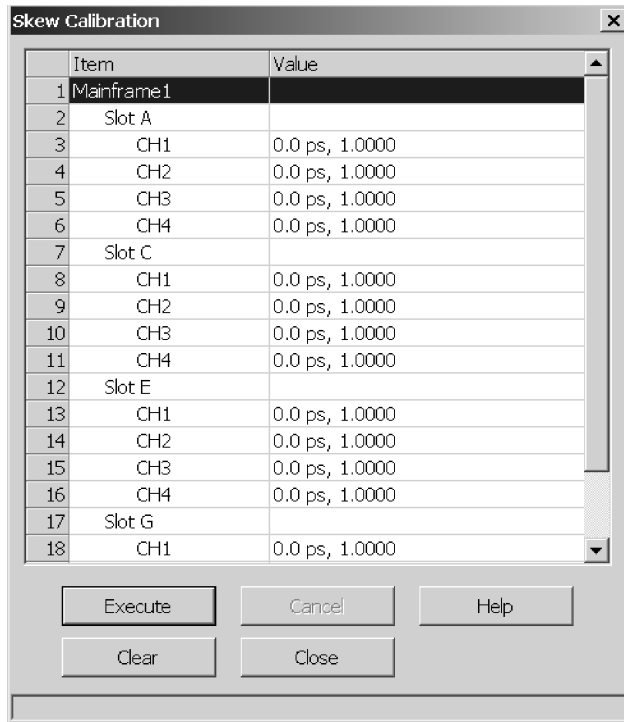 Skew Calibration
Item Value
1 Mainframe1
2 Slot A
3 CH1 0.0 ps, 1.0000
4 CH2 0.0 ps, 1.0000
5 CH3 0.0 ps, 1.0000
6 CH4 0.0 ps, 1.0000
7 Slot C
8 CH1 0.0 ps, 1.0000
9 CH2 0.0 ps, 1.0000
10 CH3 0.0 ps, 1.0000
11 CH4 0.0 ps, 1.0000
12 Slot E
13 CH1 0.0 ps, 1.0000
14 CH2 0.0 ps, 1.0000
15 CH3 0.0 ps, 1.0000
16 CH4 0.0 ps, 1.0000
17 Slot G
18 CH1 0.0 ps, 1.0000
Execute Cancel Help
Clear Close